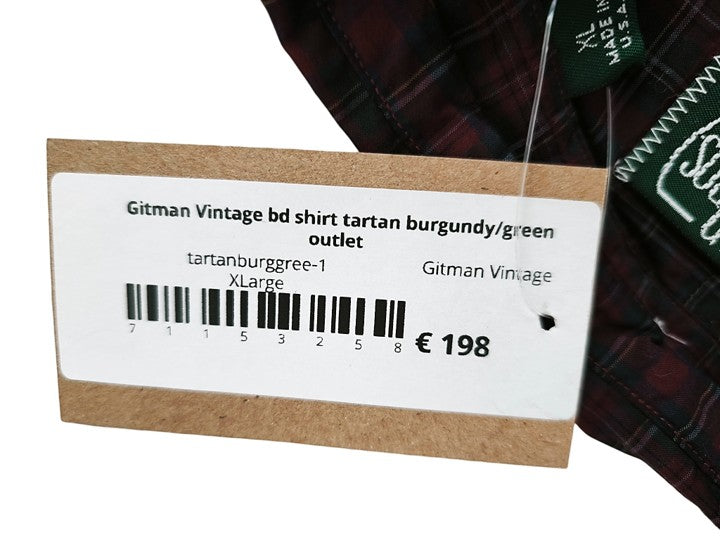 XL
MADE IN
U.S.A.
Gitman Vintage bd shirt tartan burgundy/green
outlet
tartanburggree-1
Gitman Vintage
XLarge
7 1 1 5 3 2 5 8
€ 198